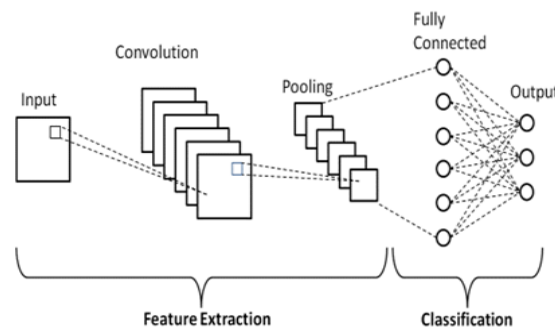 Input
Convolution
Pooling
Fully
Connected
Output
Feature Extraction
Classification